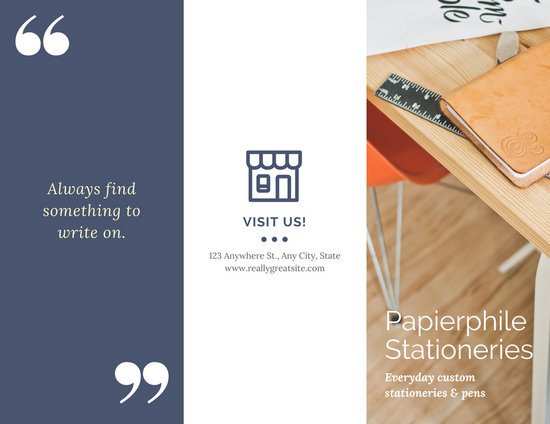 Always find
something to
write on.
VISIT US!
123 Anywhere St., Any City, State
www.reallygreatsite.com
Papierphile
Stationeries
Everyday custom
stationeries & pens